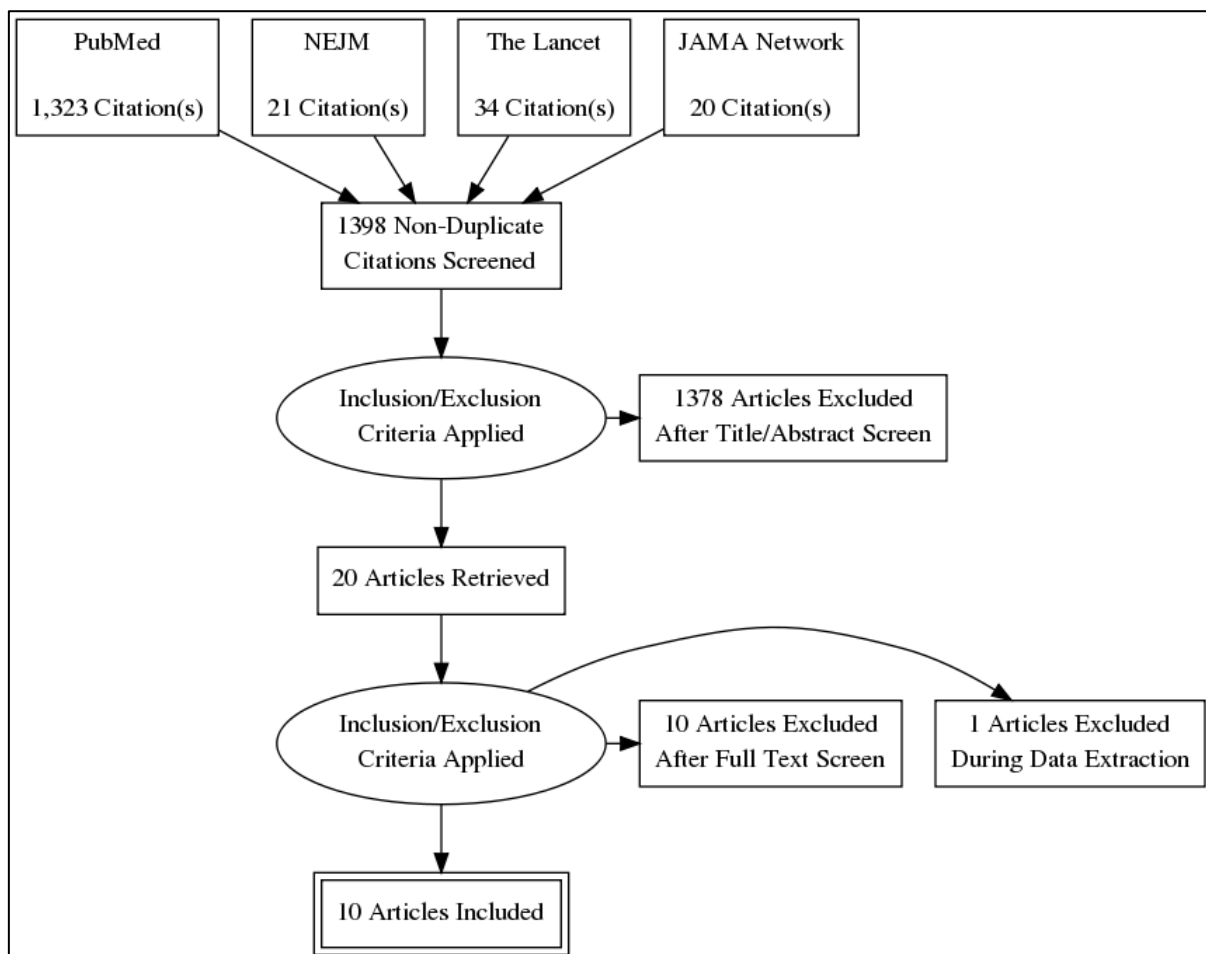 PubMed
1,323 Citation(s)
NEJM
21 Citation(s)
The Lancet
34 Citation(s)
JAMA Network
20 Citation(s)
1398 Non-Duplicate
Citations Screened
Inclusion/Exclusion
Criteria Applied
1378 Articles Excluded
After Title/Abstract Screen
20 Articles Retrieved
Inclusion/Exclusion
Criteria Applied
10 Articles Excluded
After Full Text Screen
1 Articles Excluded
During Data Extraction
10 Articles Included